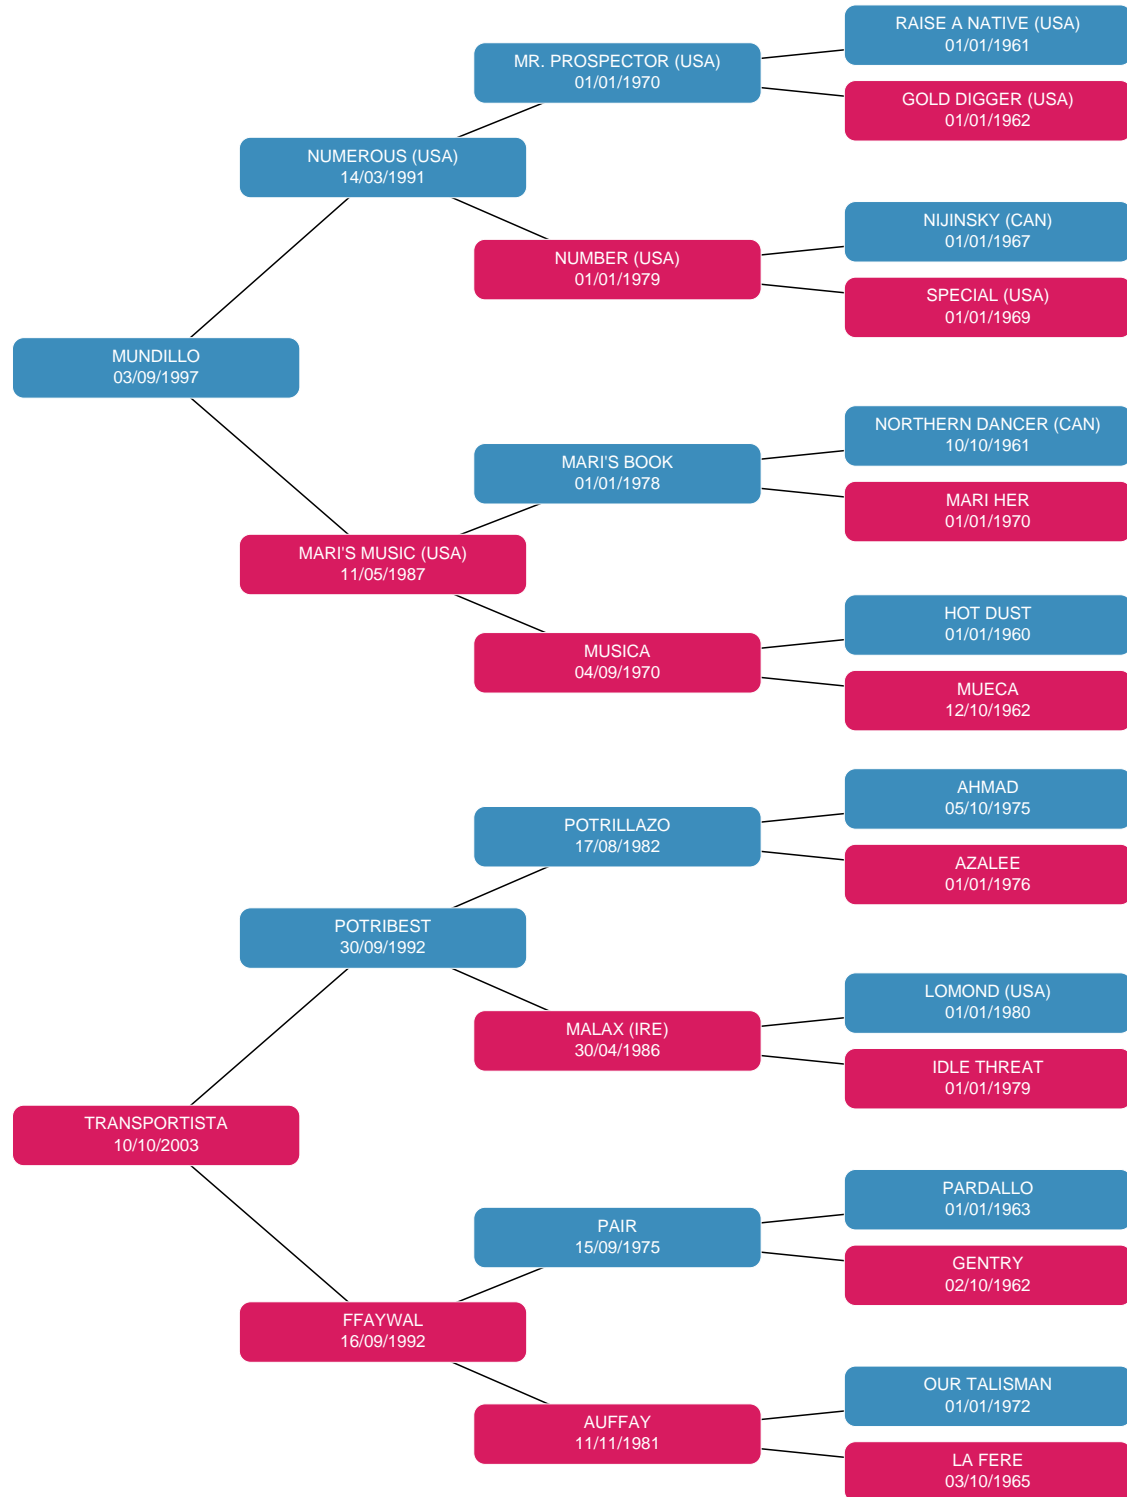 RAISE A NATIVE (USA)
01/01/1961
MR. PROSPECTOR (USA)
01/01/1970
GOLD DIGGER (USA)
01/01/1962
NUMEROUS (USA)
14/03/1991
NIJINSKY (CAN)
01/01/1967
NUMBER (USA)
01/01/1979
SPECIAL (USA)
01/01/1969
MUNDILLO
03/09/1997
NORTHERN DANCER (CAN)
10/10/1961
MARI'S BOOK
01/01/1978
MARI HER
01/01/1970
MARI'S MUSIC (USA)
11/05/1987
HOT DUST
01/01/1960
MUSICA
04/09/1970
MUECA
12/10/1962
AHMAD
05/10/1975
POTRILLAZO
17/08/1982
AZALEE
01/01/1976
POTRIBEST
30/09/1992
LOMOND (USA)
01/01/1980
MALAX (IRE)
30/04/1986
IDLE THREAT
01/01/1979
TRANSPORTISTA
10/10/2003
PARDALLO
01/01/1963
PAIR
15/09/1975
GENTRY
02/10/1962
FFAYWAL
16/09/1992
OUR TALISMAN
01/01/1972
AUFFAY
11/11/1981
LA FERE
03/10/1965